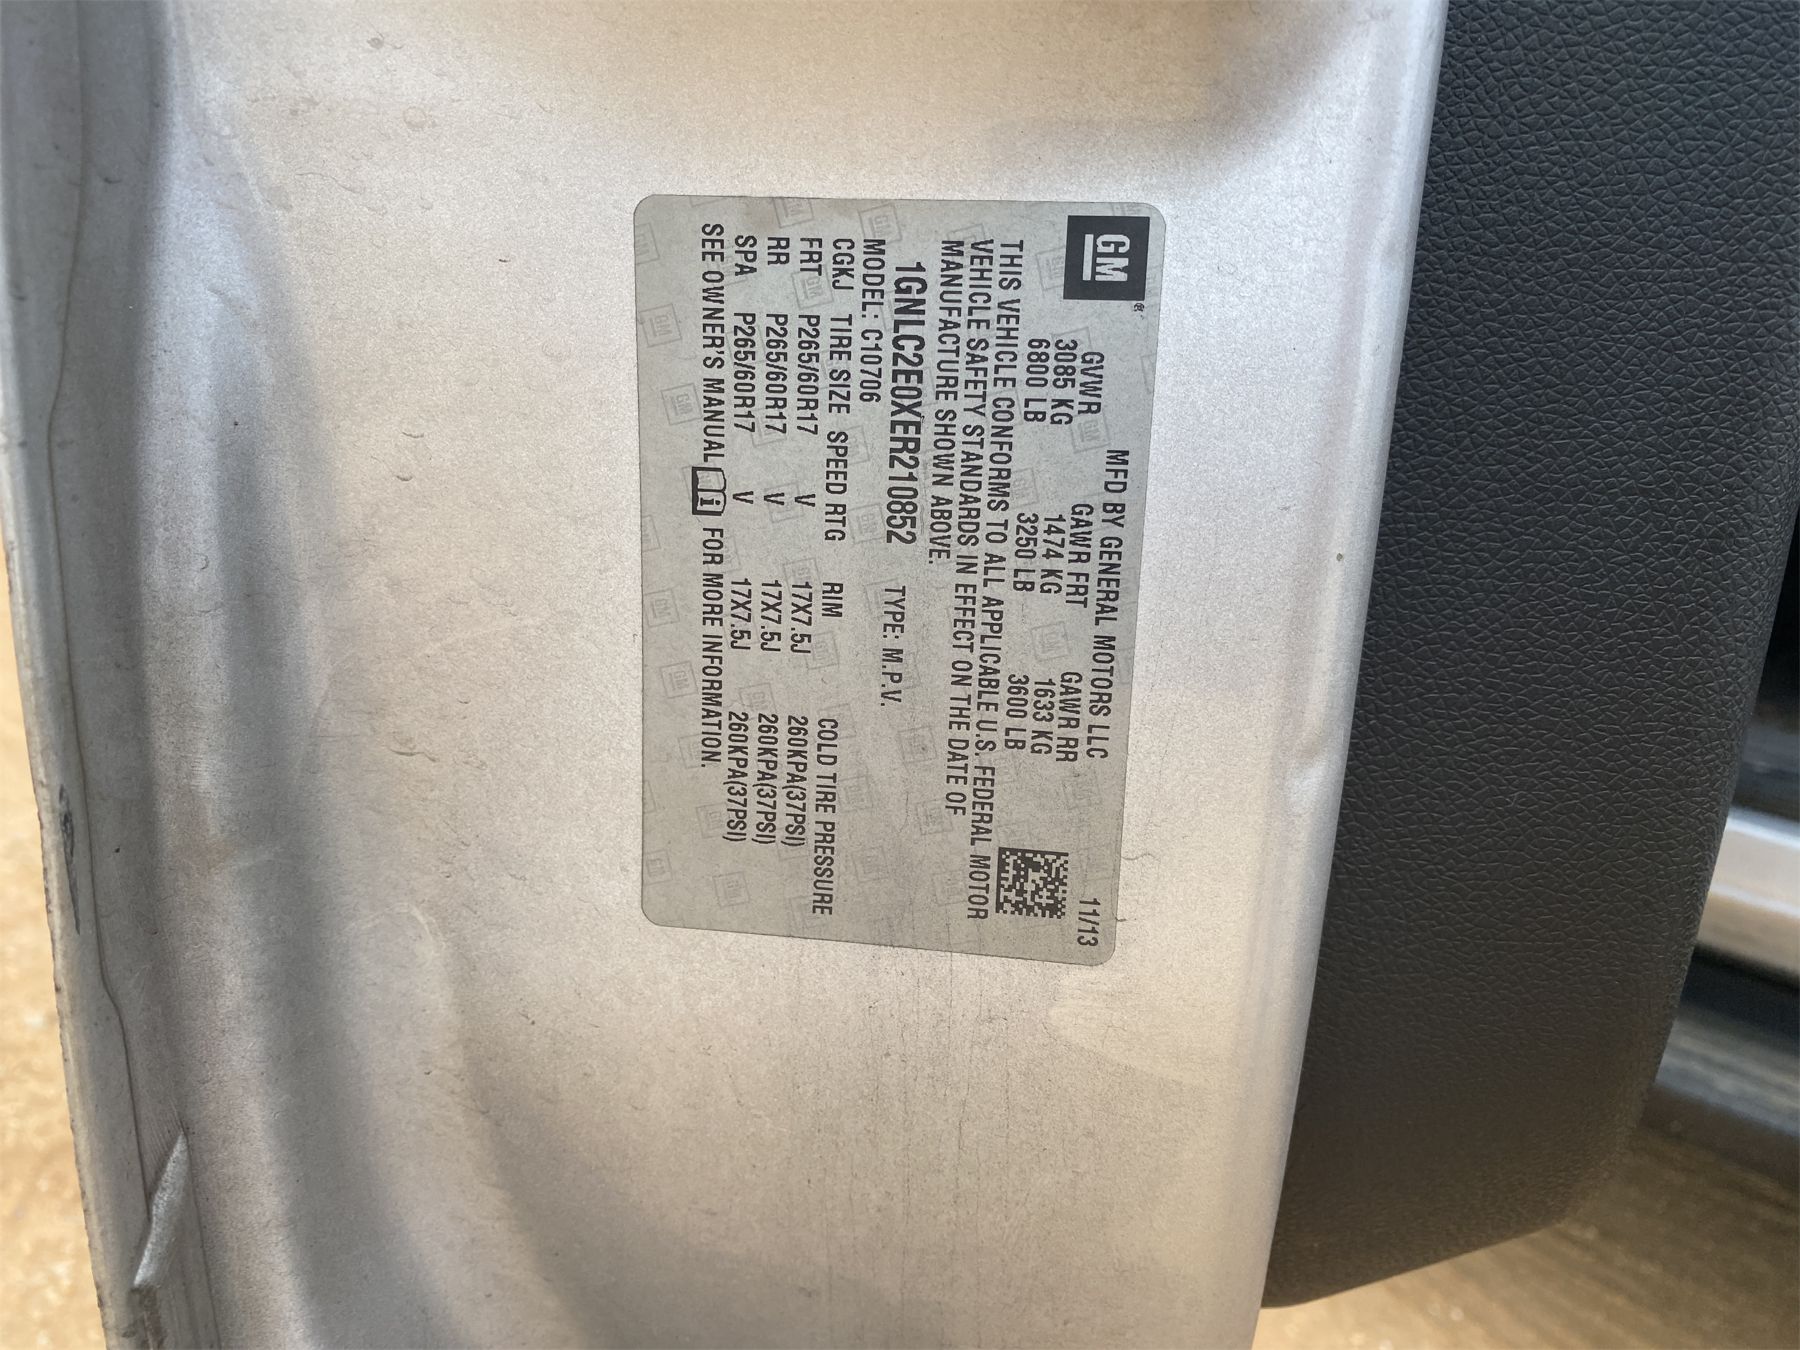 GM®
MFD BY GENERAL MOTORS LLC 11/13
GVWR GAWR FRT GAWR RR
3085 KG 1474 KG 1633 KG
6800 LB 3250 LB 3600 LB
THIS VEHICLE CONFORMS TO ALL APPLICABLE U.S. FEDERAL MOTOR
VEHICLE SAFETY STANDARDS IN EFFECT ON THE DATE OF
MANUFACTURE SHOWN ABOVE.
1GNLC2E0XER210852 TYPE: M.P.V.
MODEL: C10706
CGKJ TIRE SIZE SPEED RTG RIM COLD TIRE PRESSURE
FRT P265/60R17 V 17X7.5J 260KPA(37PSI)
RR P265/60R17 V 17X7.5J 260KPA(37PSI)
SPA P265/60R17 V 17X7.5J 260KPA(37PSI)
SEE OWNER'S MANUAL i FOR MORE INFORMATION.